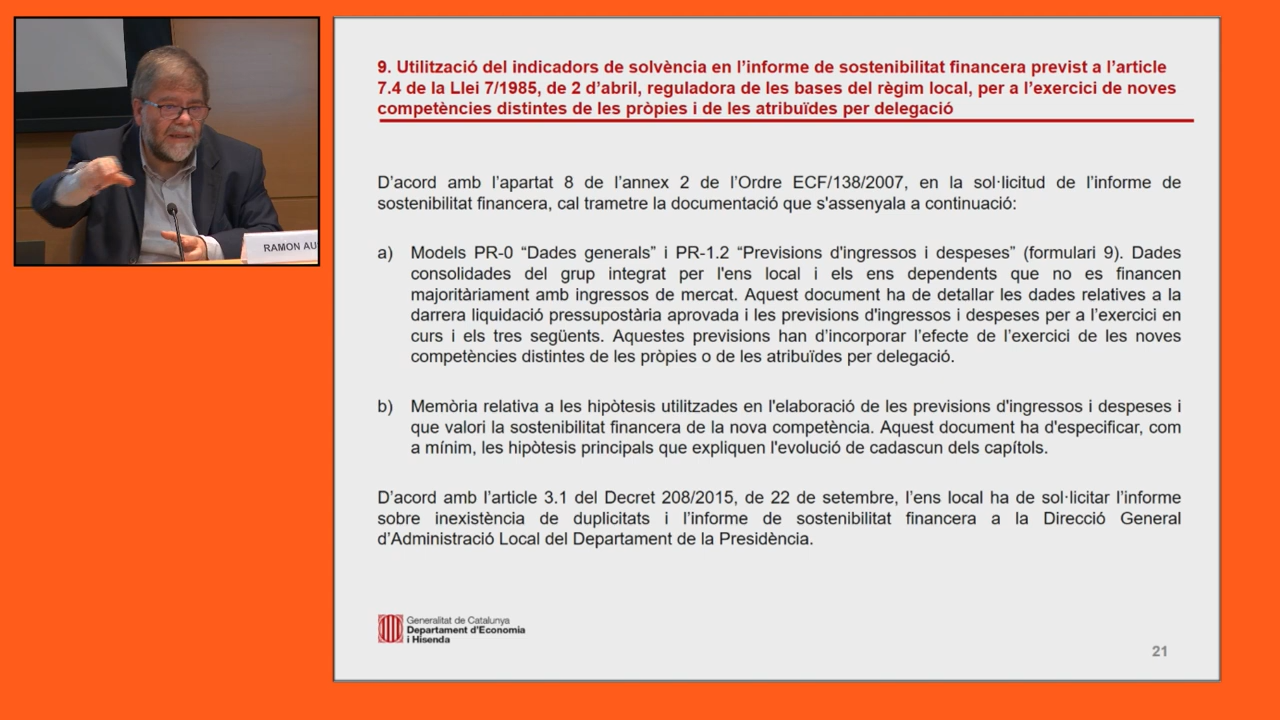 RAMON AU
9. Utilització del indicadors de solvència en l’informe de sostenibilitat financera previst a l’article
7.4 de la Llei 7/1985, de 2 d’abril, reguladora de les bases del règim local, per a l’exercici de noves
competències distintes de les pròpies i de les atribuïdes per delegació
D’acord amb l’apartat 8 de l’annex 2 de l’Ordre ECF/138/2007, en la sol·licitud de l’informe de
sostenibilitat financera, cal trametre la documentació que s'assenyala a continuació:
a) Models PR-0 “Dades generals” i PR-1.2 “Previsions d'ingressos i despeses” (formulari 9). Dades
consolidades del grup integrat per l'ens local i els ens dependents que no es financen
majoritàriament amb ingressos de mercat. Aquest document ha de detallar les dades relatives a la
darrera liquidació pressupostària aprovada i les previsions d'ingressos i despeses per a l’exercici en
curs i els tres següents. Aquestes previsions han d’incorporar l’efecte de l’exercici de les noves
competències distintes de les pròpies o de les atribuïdes per delegació.
b) Memòria relativa a les hipòtesis utilitzades en l'elaboració de les previsions d'ingressos i despeses i
que valori la sostenibilitat financera de la nova competència. Aquest document ha d'especificar, com
a mínim, les hipòtesis principals que expliquen l'evolució de cadascun dels capítols.
D’acord amb l’article 3.1 del Decret 208/2015, de 22 de setembre, l’ens local ha de sol·licitar l’informe
sobre inexistència de duplicitats i l’informe de sostenibilitat financera a la Direcció General
d’Administració Local del Departament de la Presidència.
Generalitat de Catalunya
Departament d’Economia
i Hisenda
21